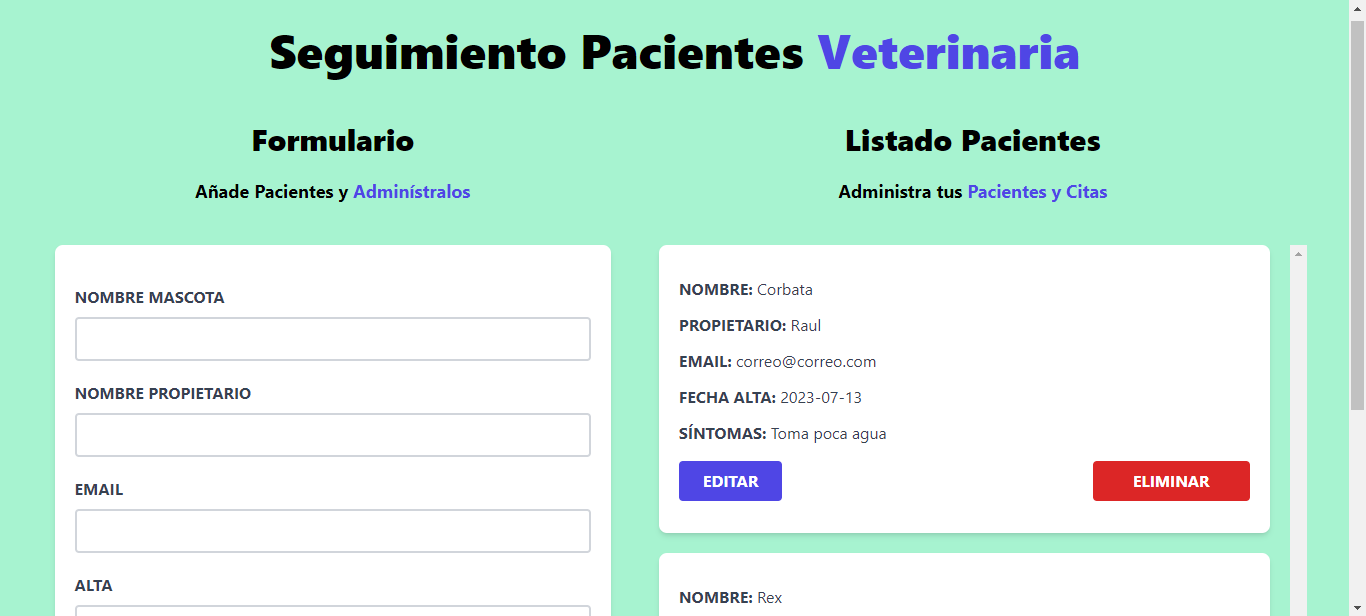 Seguimiento Pacientes Veterinaria
Formulario
Añade Pacientes y Adminístralos
NOMBRE MASCOTA
NOMBRE PROPIETARIO
EMAIL
ALTA
Listado Pacientes
Administra tus Pacientes y Citas
NOMBRE: Corbata
PROPIETARIO: Raul
EMAIL: correo@correo.com
FECHA ALTA: 2023-07-13
SÍNTOMAS: Toma poca agua
EDITAR
ELIMINAR
NOMBRE: Rex